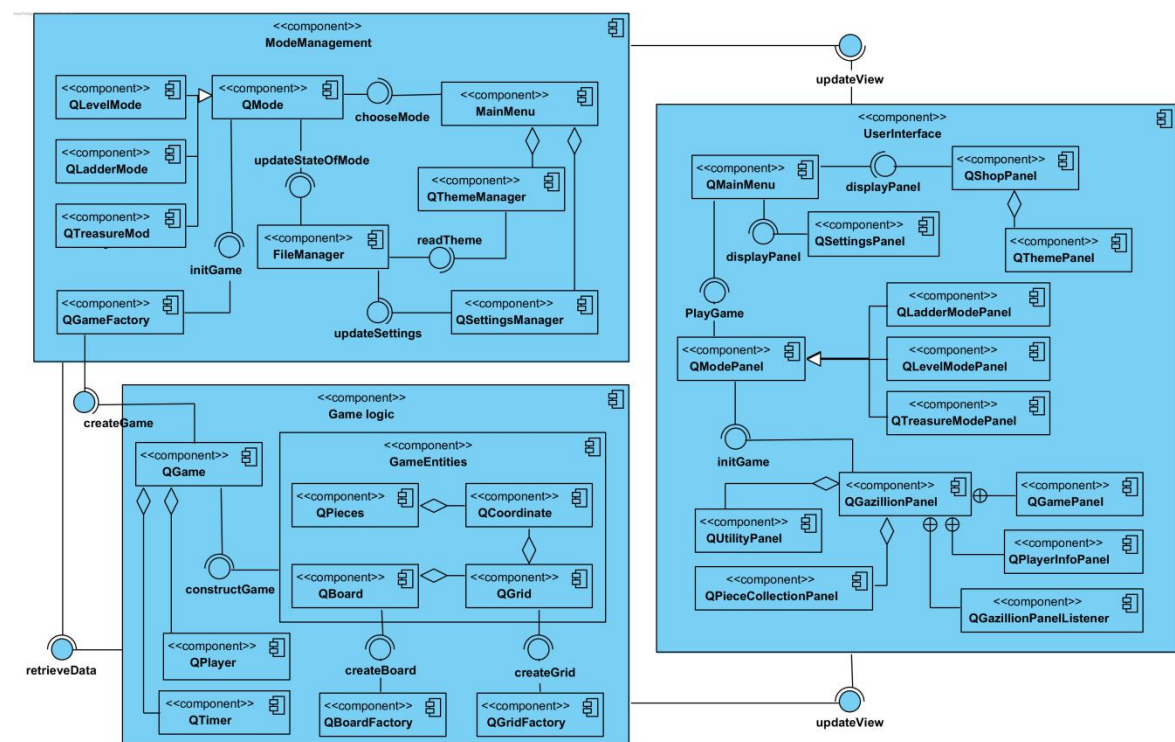 <<component>>
ModeManagement
<<component>>
QLevelMode
<<component>>
QMode
chooseMode
<<component>>
MainMenu
<<component>>
QLadderMode
updateStateOfMode
<<component>>
QThemeManager
<<component>>
QTreasureMod
<<component>>
FileManager
readTheme
initGame
<<component>>
QGameFactory
updateSettings
<<component>>
QSettingsManager
updateView
<<component>>
UserInterface
<<component>>
QMainMenu
displayPanel
<<component>>
QShopPanel
<<component>>
QSettingsPanel
displayPanel
<<component>>
QThemePanel
PlayGame
<<component>>
QLadderModePanel
<<component>>
QModePanel
<<component>>
QLevelModePanel
<<component>>
QTreasureModePanel
initGame
<<component>>
QGazillionPanel
<<component>>
QGamePanel
<<component>>
QUtilityPanel
<<component>>
QPlayerInfoPanel
<<component>>
QPieceCollectionPanel
<<component>>
QGazillionPanelListener
createGame
<<component>>
Game logic
<<component>>
QGame
<<component>>
GameEntities
<<component>>
QPieces
<<component>>
QCoordinate
<<component>>
QBoard
<<component>>
QGrid
constructGame
<<component>>
QPlayer
createBoard
createGrid
<<component>>
QTimer
<<component>>
QBoardFactory
<<component>>
QGridFactory
retrieveData
updateView